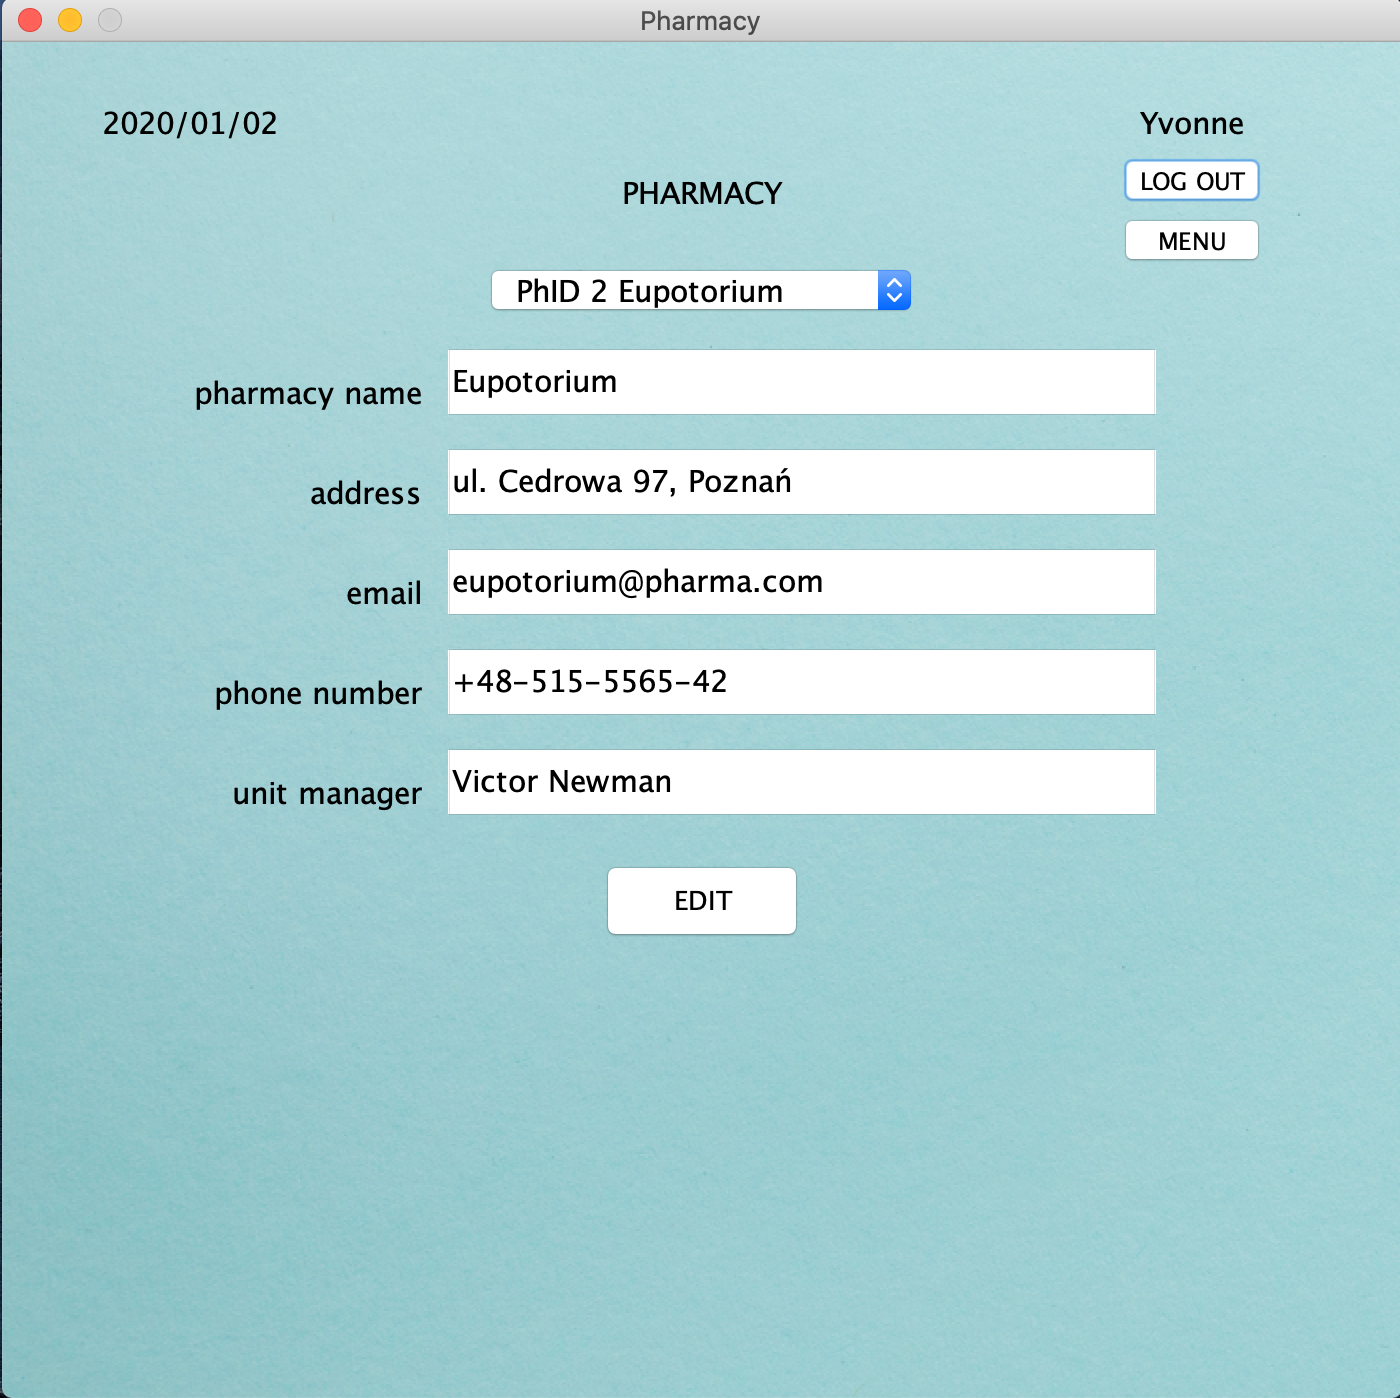 Pharmacy
2020/01/02
Yvonne
LOG OUT
PHARMACY
MENU
PhID 2 Eupotorium
pharmacy name
Eupotorium
address
ul. Cedrowa 97, Poznań
email
eupotorium@pharma.com
phone number
+48-515-5565-42
unit manager
Victor Newman
EDIT